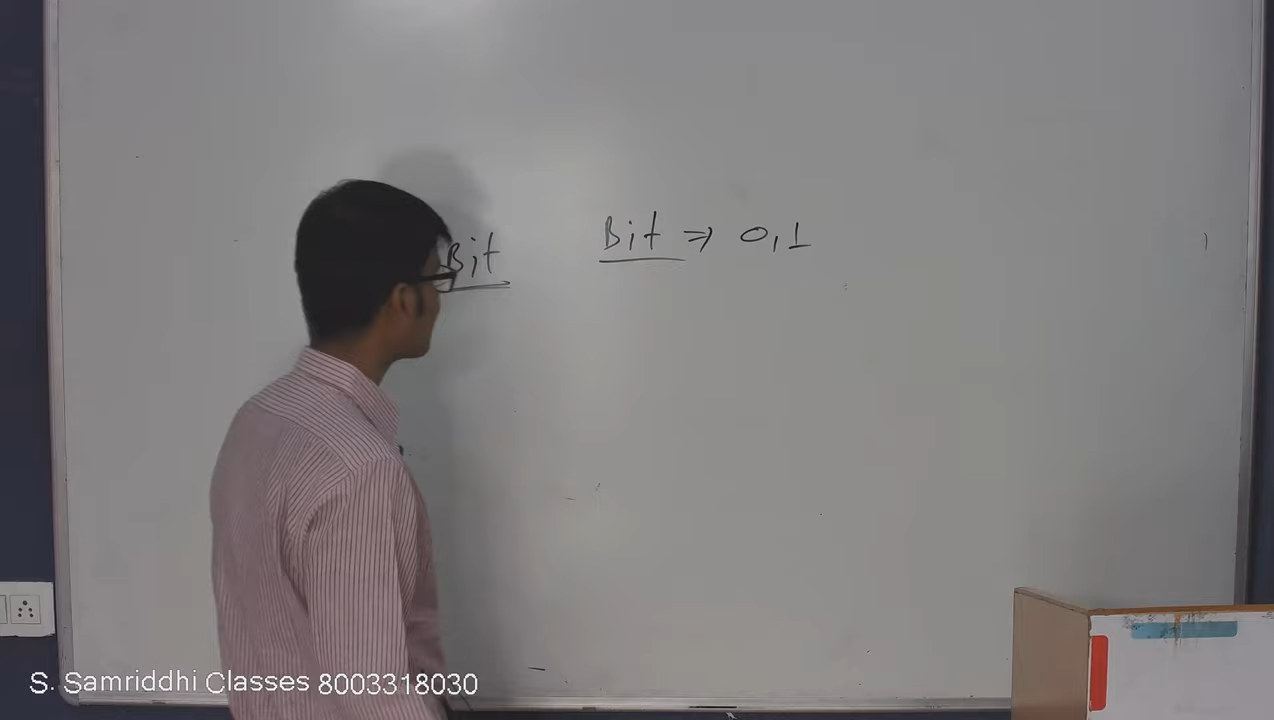 Bit
Bit ⇒ 0,1
S. Samriddhi Classes 8003318030